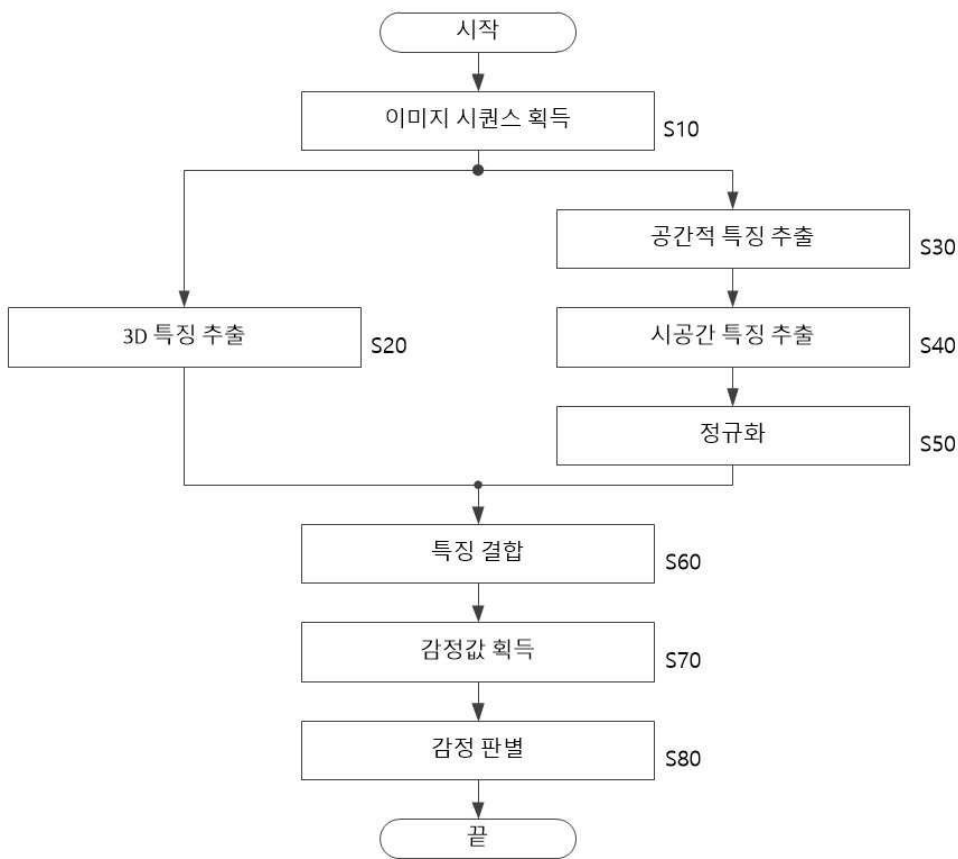 시작
이미지 시퀀스 획득
S10
공간적 특징 추출
S30
3D 특징 추출
S20
시공간 특징 추출
S40
정규화
S50
특징 결합
S60
감정값 획득
S70
감정 판별
S80
끝